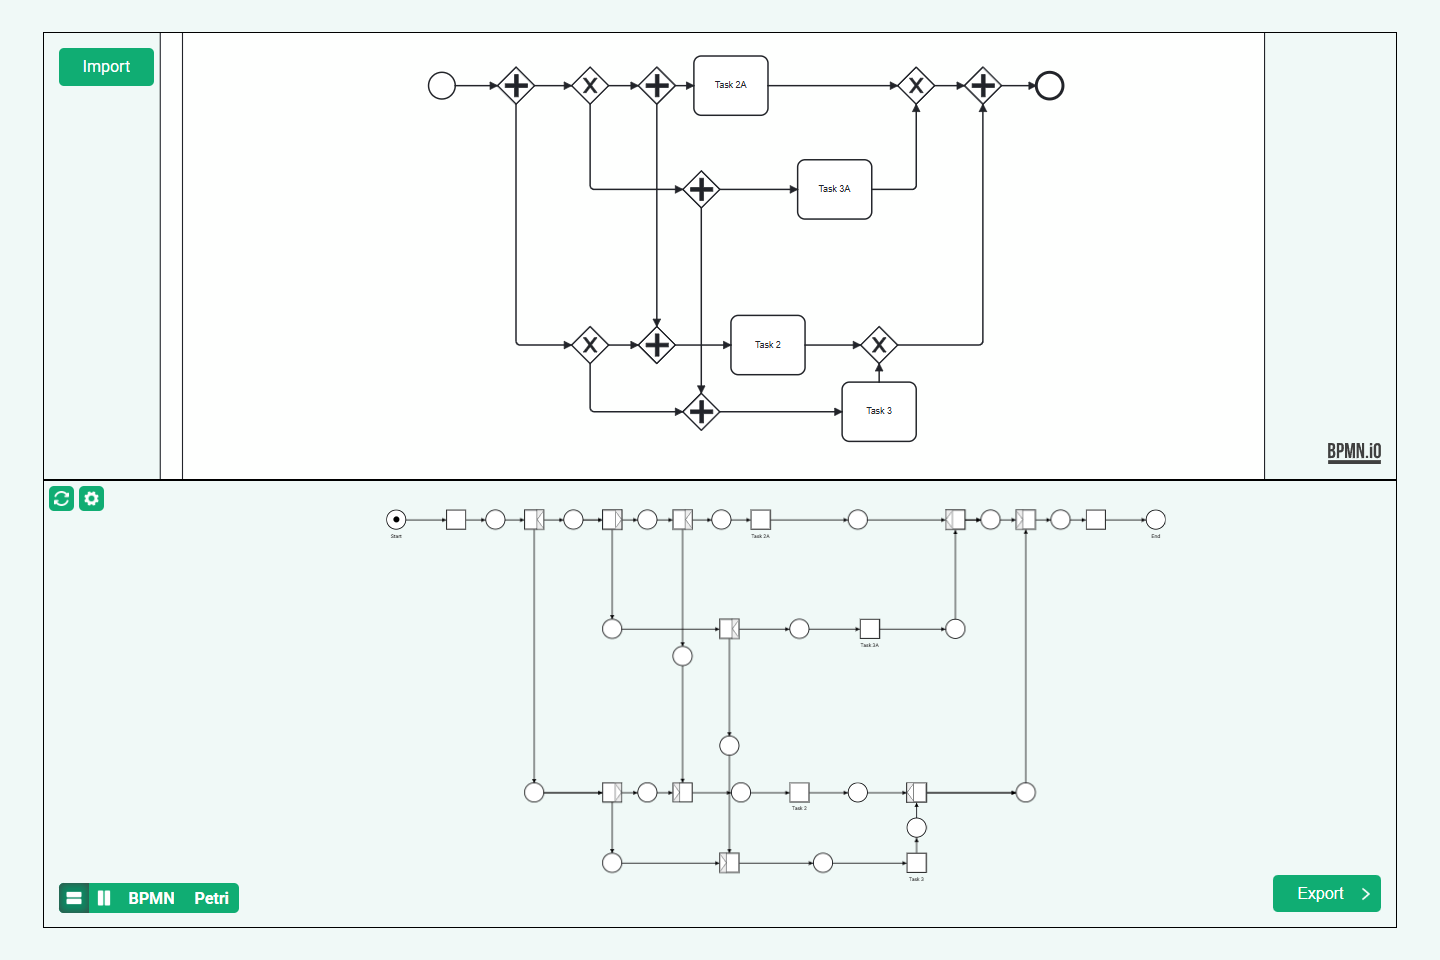 Import
Task 2A
Task 3A
Task 2
Task 3
BPMN.iO
Start
Task 2A
End
Task 3A
Task 2
Task 3
BPMN Petri
Export